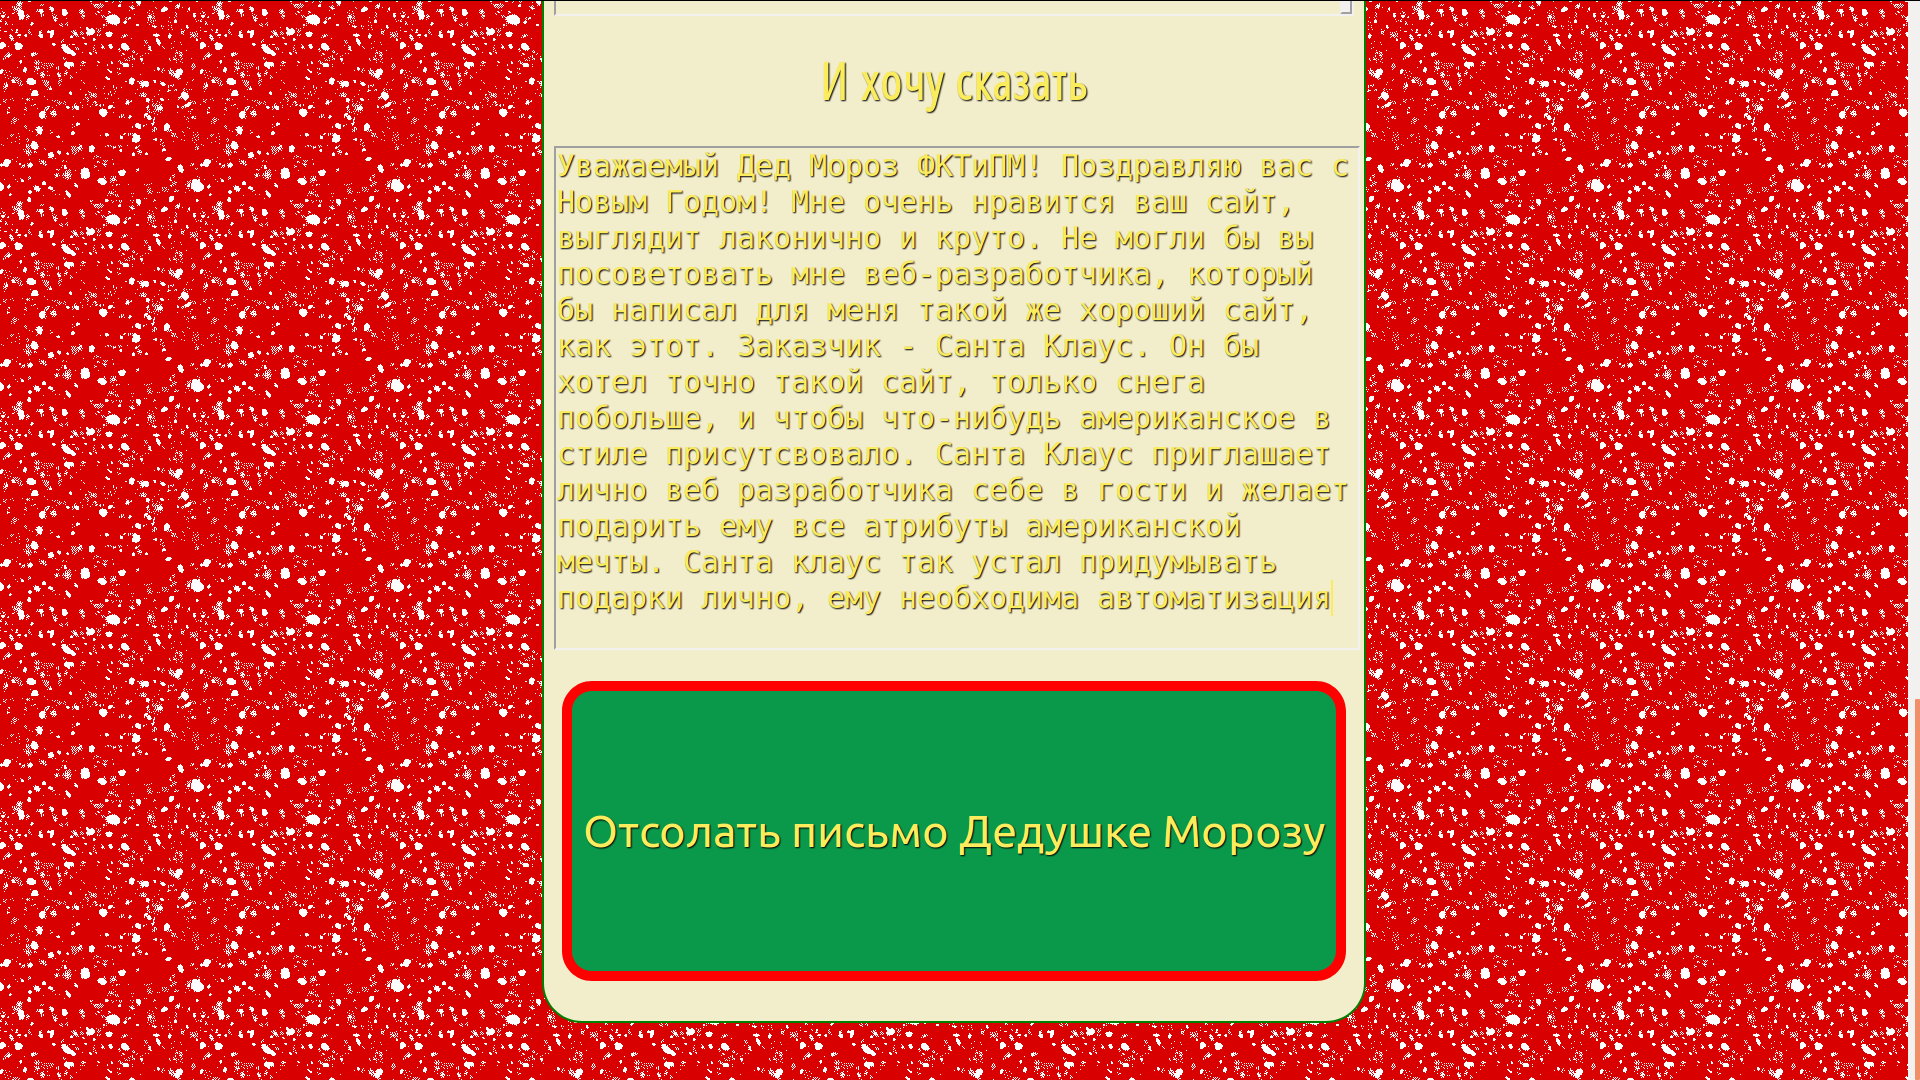 И хочу сказать
Уважаемый Дед Мороз ФКТиПМ! Поздравляю вас с
Новым Годом! Мне очень нравится ваш сайт,
выглядит лаконично и круто. Не могли бы вы
посоветовать мне веб-разработчика, который
бы написал для меня такой же хороший сайт,
как этот. Заказчик - Санта Клаус. Он бы
хотел точно такой сайт, только снега
побольше, и чтобы что-нибудь американское в
стиле присутсвовало. Санта Клаус приглашает
лично веб разработчика себе в гости и желает
подарить ему все атрибуты американской
мечты. Санта клаус так устал придумывать
подарки лично, ему необходима автоматизация
Отсолать письмо Дедушке Морозу